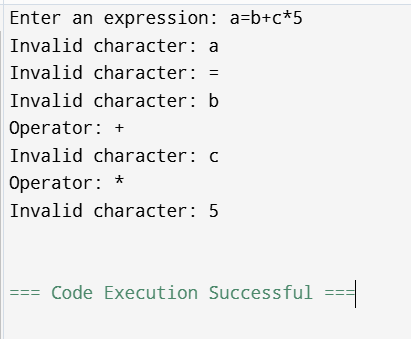 Enter an expression: a=b+c*5
Invalid character: a
Invalid character: =
Invalid character: b
Operator: +
Invalid character: c
Operator: *
Invalid character: 5
=== Code Execution Successful ===